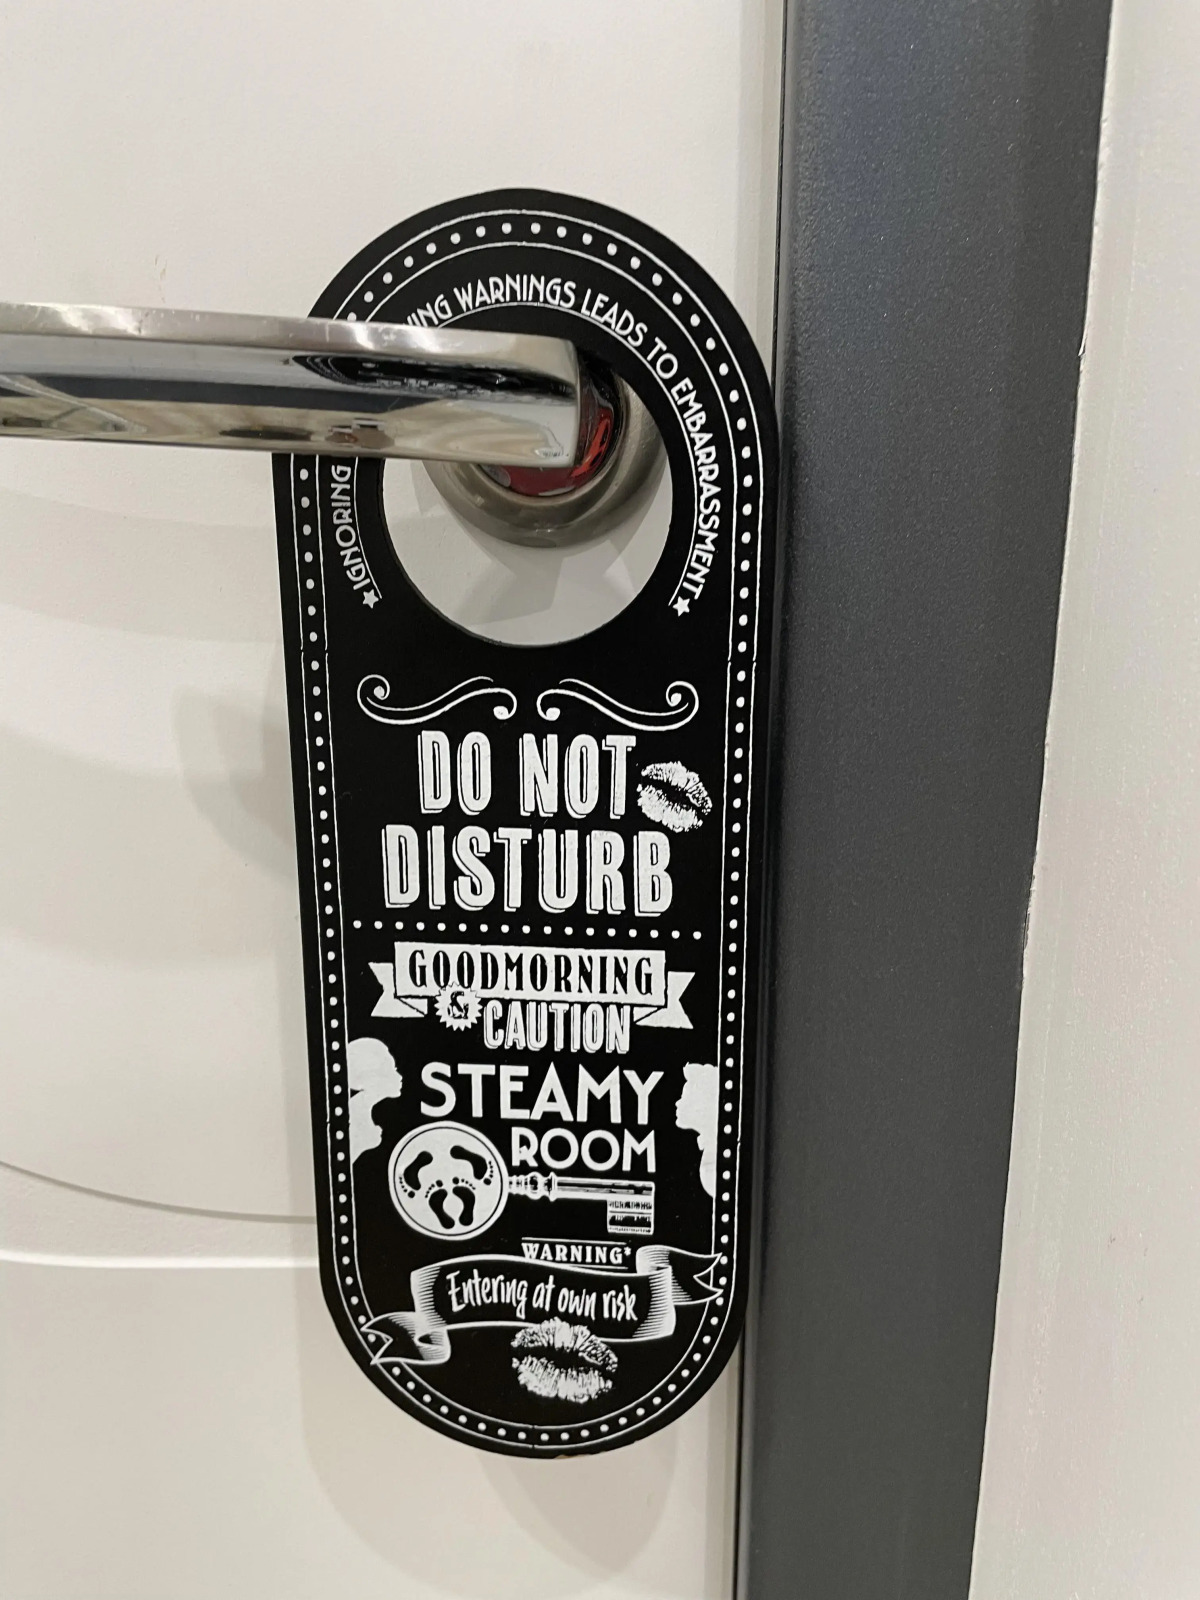 IGNORING WARNINGS LEADS TO EMBARRASSMENT
DO NOT
DISTURB
GOODMORNING
& CAUTION
STEAMY
ROOM
WARNING*
Entering at own risk